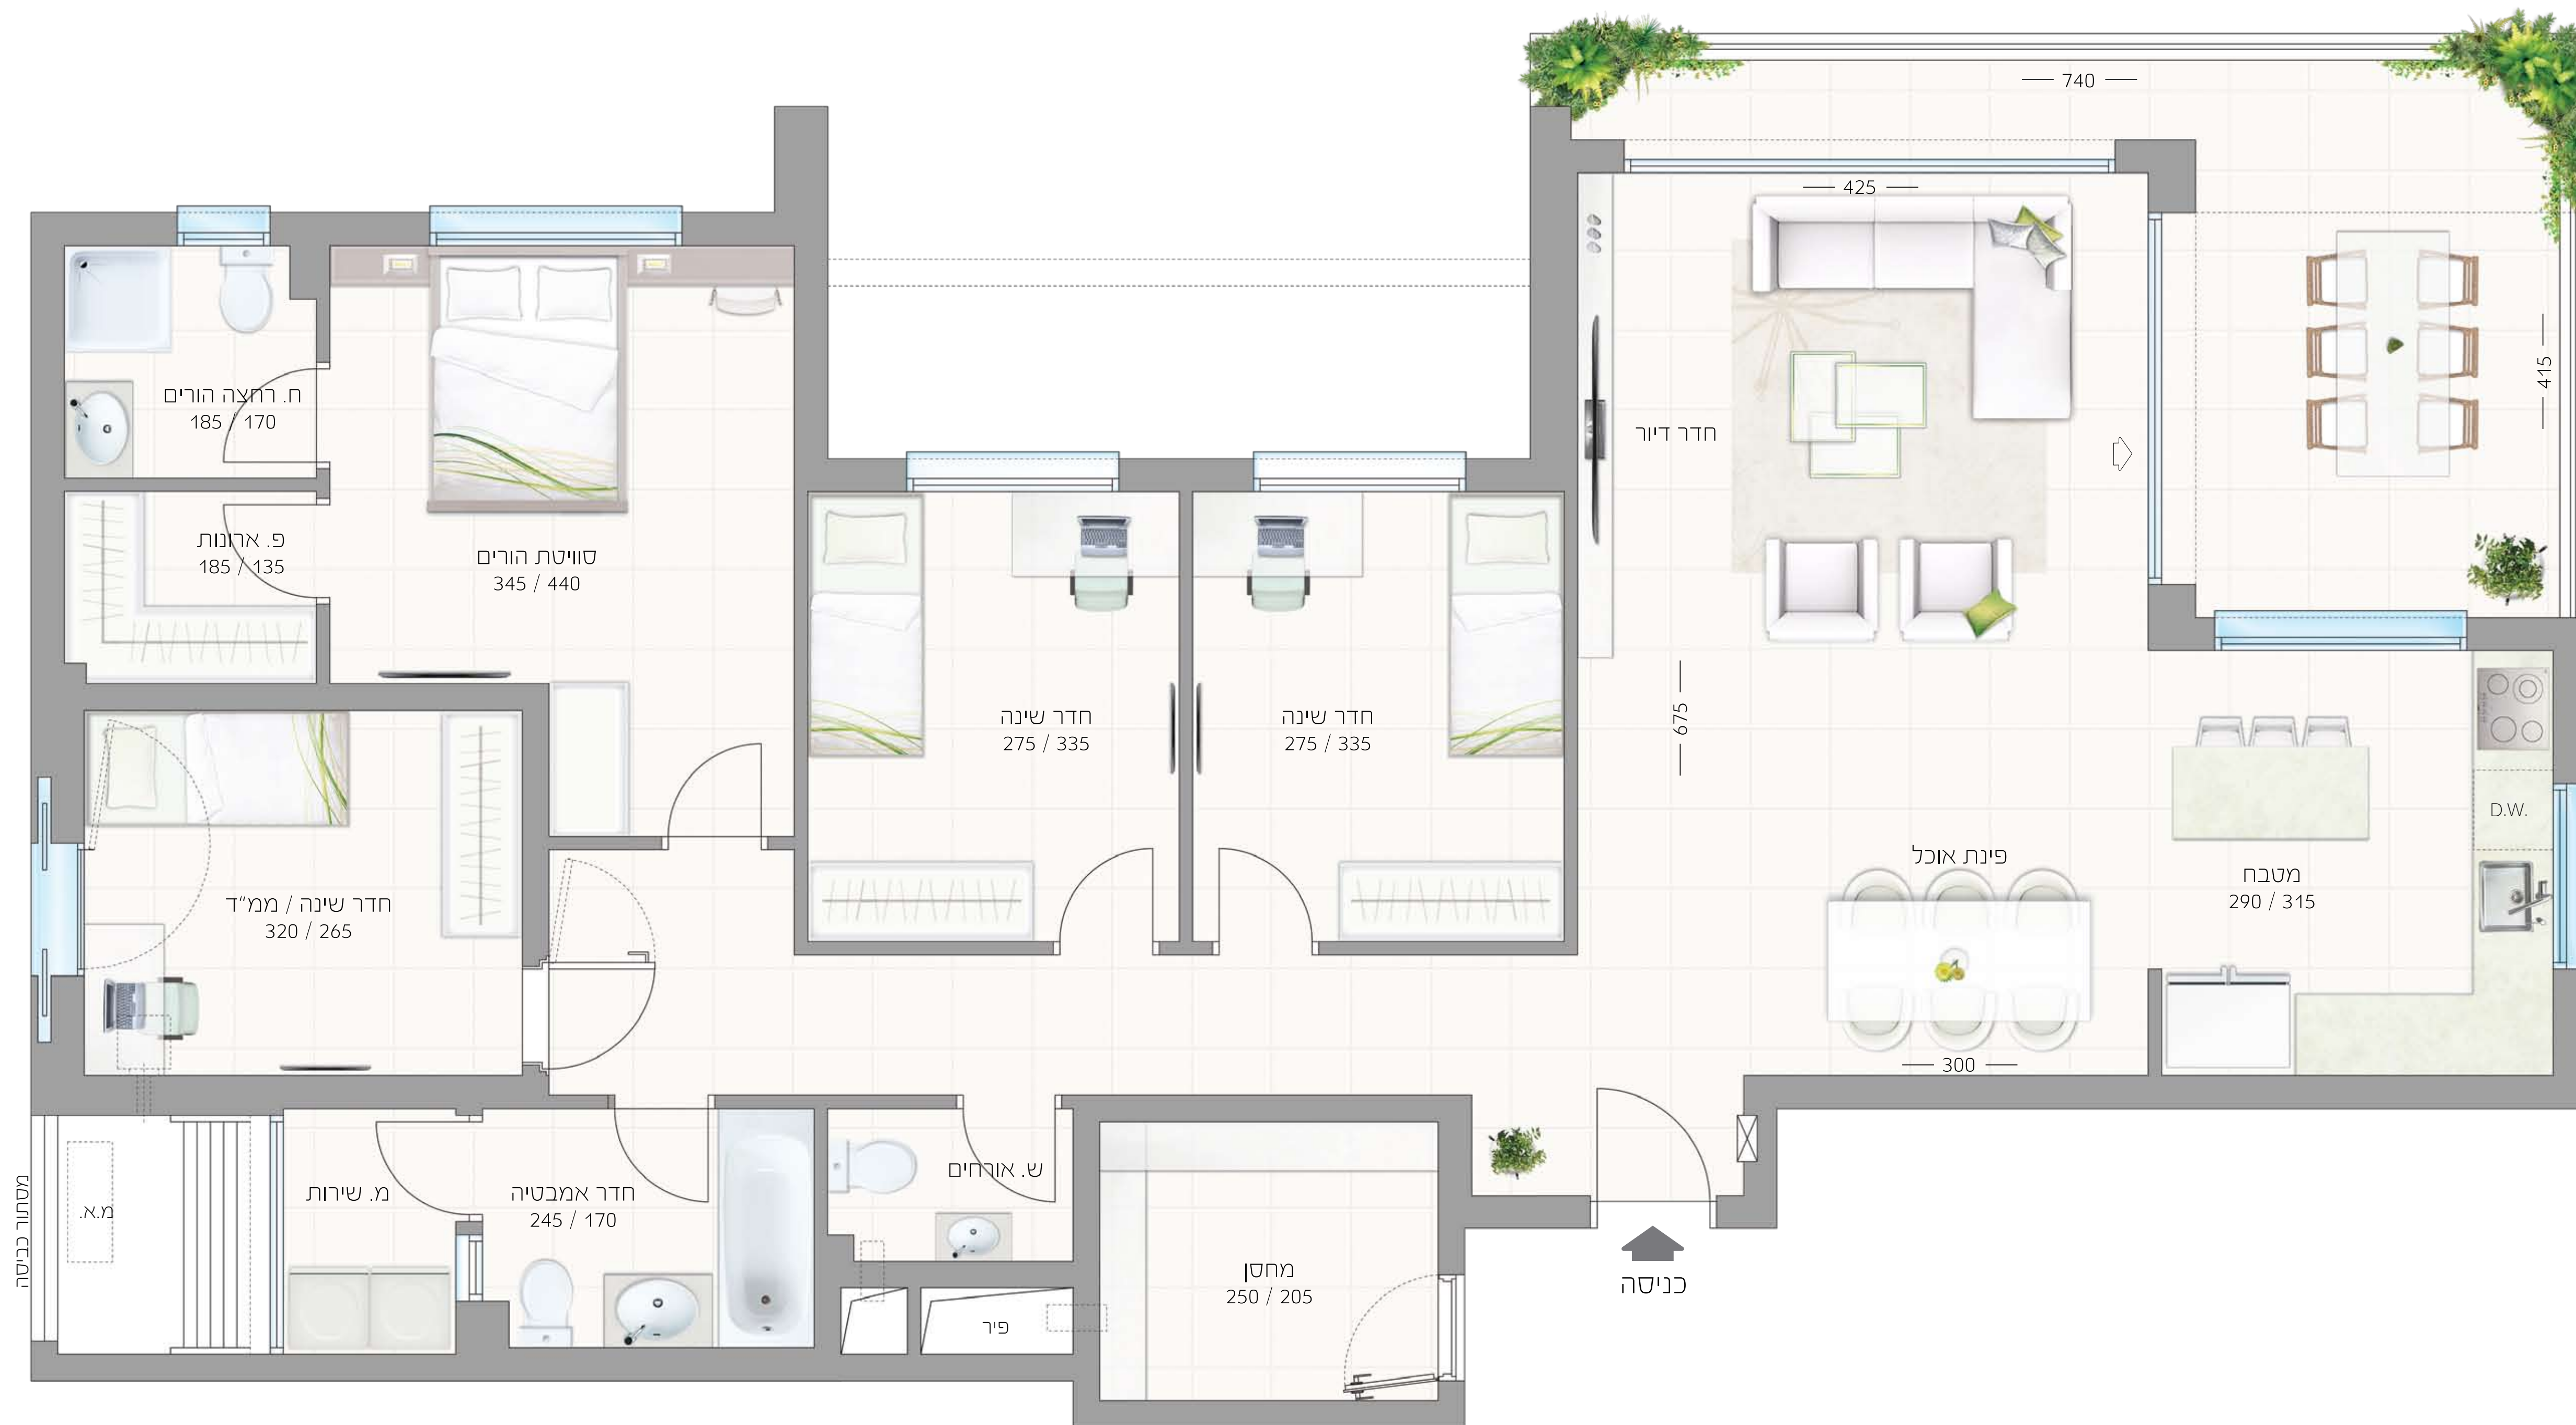 740
425
415
ח. רחצה הורים
185 / 170
פ. ארונות
185 / 135
סוויטת הורים
345 / 440
חדר דיור
675
חדר שינה
275 / 335
חדר שינה
275 / 335
D.W.
פינת אוכל
מטבח
290 / 315
300
חדר שינה / ממ״ד
320 / 265
מסתור כביסה
מ.א.
מ. שירות
חדר אמבטיה
245 / 170
ש. אורחים
פיר
מחסן
250 / 205
כניסה